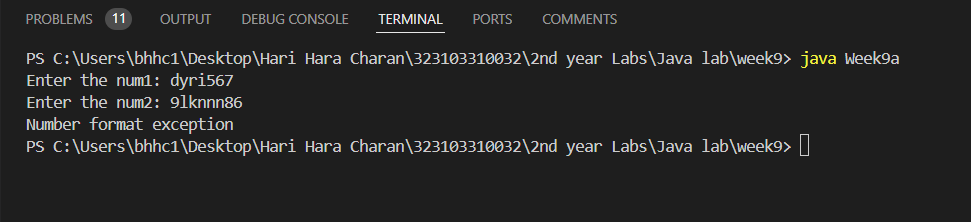 PROBLEMS 11 OUTPUT DEBUG CONSOLE TERMINAL PORTS COMMENTS
PS C:\Users\bhhc1\Desktop\Hari Hara Charan\323103310032\2nd year Labs\Java lab\week9> java Week9a
Enter the num1: dyri567
Enter the num2: 9lknnn86
Number format exception
PS C:\Users\bhhc1\Desktop\Hari Hara Charan\323103310032\2nd year Labs\Java lab\week9>